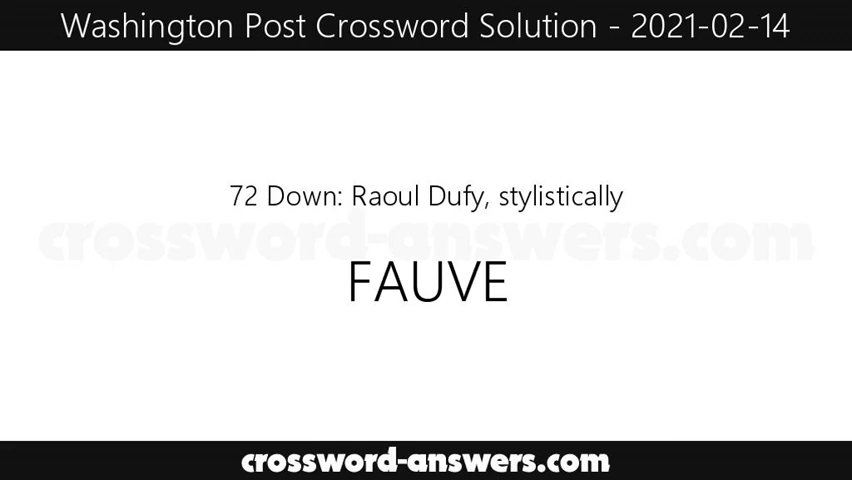 Washington Post Crossword Solution - 2021-02-14
72 Down: Raoul Dufy, stylistically
crossword-answers.com
FAUVE
crossword-answers.com